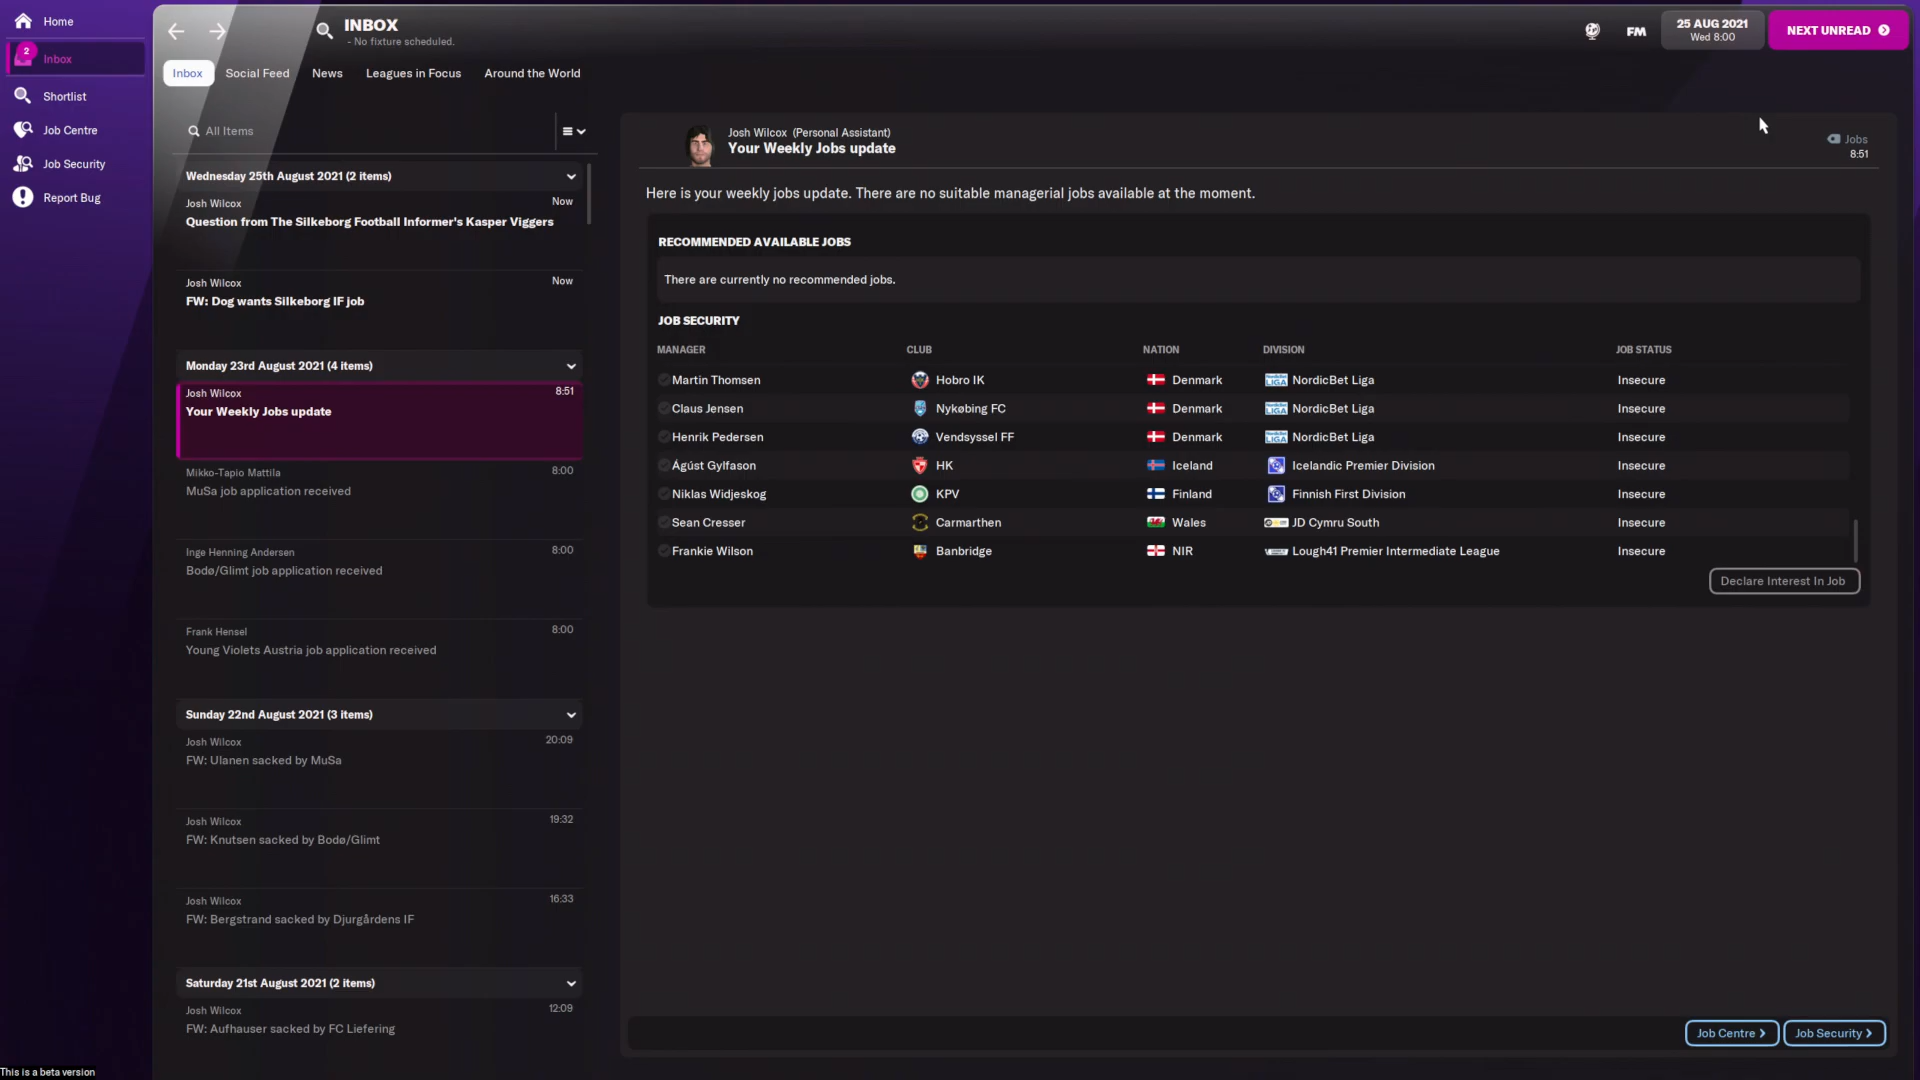 Home
2
Inbox
Shortlist
Job Centre
Job Security
Report Bug
INBOX
- No fixture scheduled.
FM
25 AUG 2021
Wed 8:00
NEXT UNREAD
Inbox
Social Feed
News
Leagues in Focus
Around the World
All Items
Wednesday 25th August 2021 (2 items)
Josh Wilcox
Now
Question from The Silkeborg Football Informer's Kasper Viggers
Josh Wilcox
Now
FW: Dog wants Silkeborg IF job
Monday 23rd August 2021 (4 items)
Josh Wilcox
8:51
Your Weekly Jobs update
Mikko-Tapio Mattila
8:00
MuSa job application received
Inge Henning Andersen
8:00
Bodø/Glimt job application received
Frank Hensel
8:00
Young Violets Austria job application received
Sunday 22nd August 2021 (3 items)
Josh Wilcox
20:09
FW: Ulanen sacked by MuSa
Josh Wilcox
19:32
FW: Knutsen sacked by Bodø/Glimt
Josh Wilcox
16:33
FW: Bergstrand sacked by Djurgårdens IF
Saturday 21st August 2021 (2 items)
Josh Wilcox
12:09
FW: Aufhauser sacked by FC Liefering
Josh Wilcox (Personal Assistant)
Your Weekly Jobs update
Jobs
8:51
Here is your weekly jobs update. There are no suitable managerial jobs available at the moment.
RECOMMENDED AVAILABLE JOBS
There are currently no recommended jobs.
JOB SECURITY
MANAGER CLUB NATION DIVISION JOB STATUS
Martin Thomsen Hobro IK Denmark NordicBet Liga Insecure
Claus Jensen Nykøbing FC Denmark NordicBet Liga Insecure
Henrik Pedersen Vendsyssel FF Denmark NordicBet Liga Insecure
Ágúst Gylfason HK Iceland Icelandic Premier Division Insecure
Niklas Widjeskog KPV Finland Finnish First Division Insecure
Sean Cresser Carmarthen Wales JD Cymru South Insecure
Frankie Wilson Banbridge NIR Lough41 Premier Intermediate League Insecure
Declare Interest In Job
Job Centre
Job Security
This is a beta version